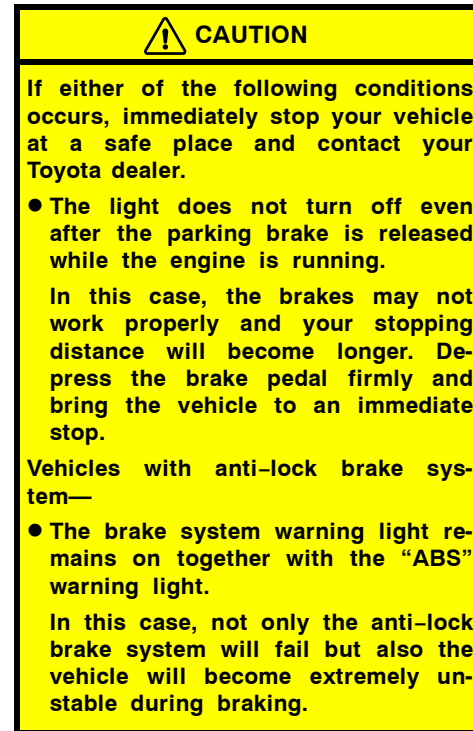 CAUTION
If either of the following conditions
occurs, immediately stop your vehicle
at a safe place and contact your
Toyota dealer.
● The light does not turn off even
after the parking brake is released
while the engine is running.
In this case, the brakes may not
work properly and your stopping
distance will become longer. De-
press the brake pedal firmly and
bring the vehicle to an immediate
stop.
Vehicles with anti–lock brake sys-
tem—
● The brake system warning light re-
mains on together with the “ABS”
warning light.
In this case, not only the anti–lock
brake system will fail but also the
vehicle will become extremely un-
stable during braking.